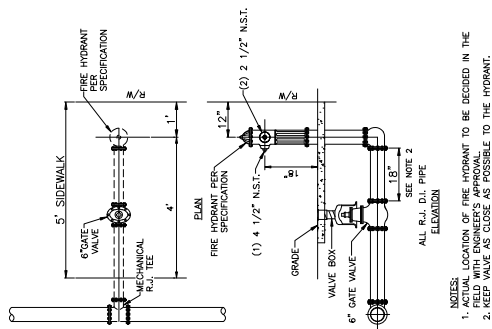 5' SIDEWALK
FIRE HYDRANT
PER
SPECIFICATION
R/W
6"GATE
VALVE
4'
1'
MECHANICAL
R.J. TEE
PLAN
FIRE HYDRANT PER
SPECIFICATION
12"
R/W
(2) 2 1/2" N.S.T.
(1) 4 1/2" N.S.T.
18"
GRADE
VALVE BOX
6" GATE VALVE
18"
SEE NOTE 2
ALL R.J. D.I. PIPE
ELEVATION
NOTES:
1. ACTUAL LOCATION OF FIRE HYDRANT TO BE DECIDED IN THE
FIELD WITH ENGINEER'S APPROVAL.
2. KEEP VALVE AS CLOSE AS POSSIBLE TO THE HYDRANT.